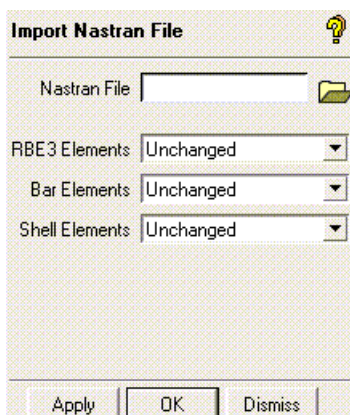 Import Nastran File
Nastran File
RBE3 Elements Unchanged
Bar Elements Unchanged
Shell Elements Unchanged
Apply OK Dismiss